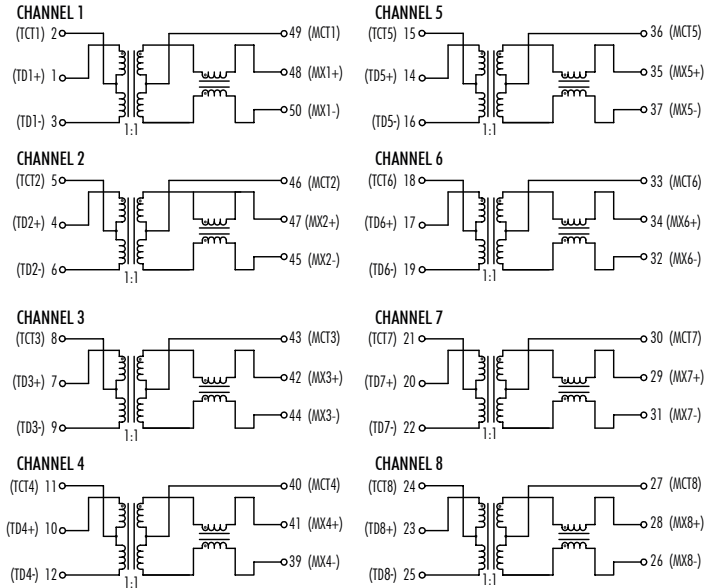 CHANNEL 1
(TCT1) 2
49 (MCT1)
(TD1+) 1
48 (MX1+)
50 (MX1-)
(TD1-) 3
1:1
CHANNEL 5
(TCT5) 15
36 (MCT5)
(TD5+) 14
35 (MX5+)
37 (MX5-)
(TD5-) 16
1:1
CHANNEL 2
(TCT2) 5
46 (MCT2)
(TD2+) 4
47 (MX2+)
45 (MX2-)
(TD2-) 6
1:1
CHANNEL 6
(TCT6) 18
33 (MCT6)
(TD6+) 17
34 (MX6+)
32 (MX6-)
(TD6-) 19
1:1
CHANNEL 3
(TCT3) 8
43 (MCT3)
(TD3+) 7
42 (MX3+)
44 (MX3-)
(TD3-) 9
1:1
CHANNEL 7
(TCT7) 21
30 (MCT7)
(TD7+) 20
29 (MX7+)
31 (MX7-)
(TD7-) 22
1:1
CHANNEL 4
(TCT4) 11
40 (MCT4)
(TD4+) 10
41 (MX4+)
39 (MX4-)
(TD4-) 12
1:1
CHANNEL 8
(TCT8) 24
27 (MCT8)
(TD8+) 23
28 (MX8+)
26 (MX8-)
(TD8-) 25
1:1